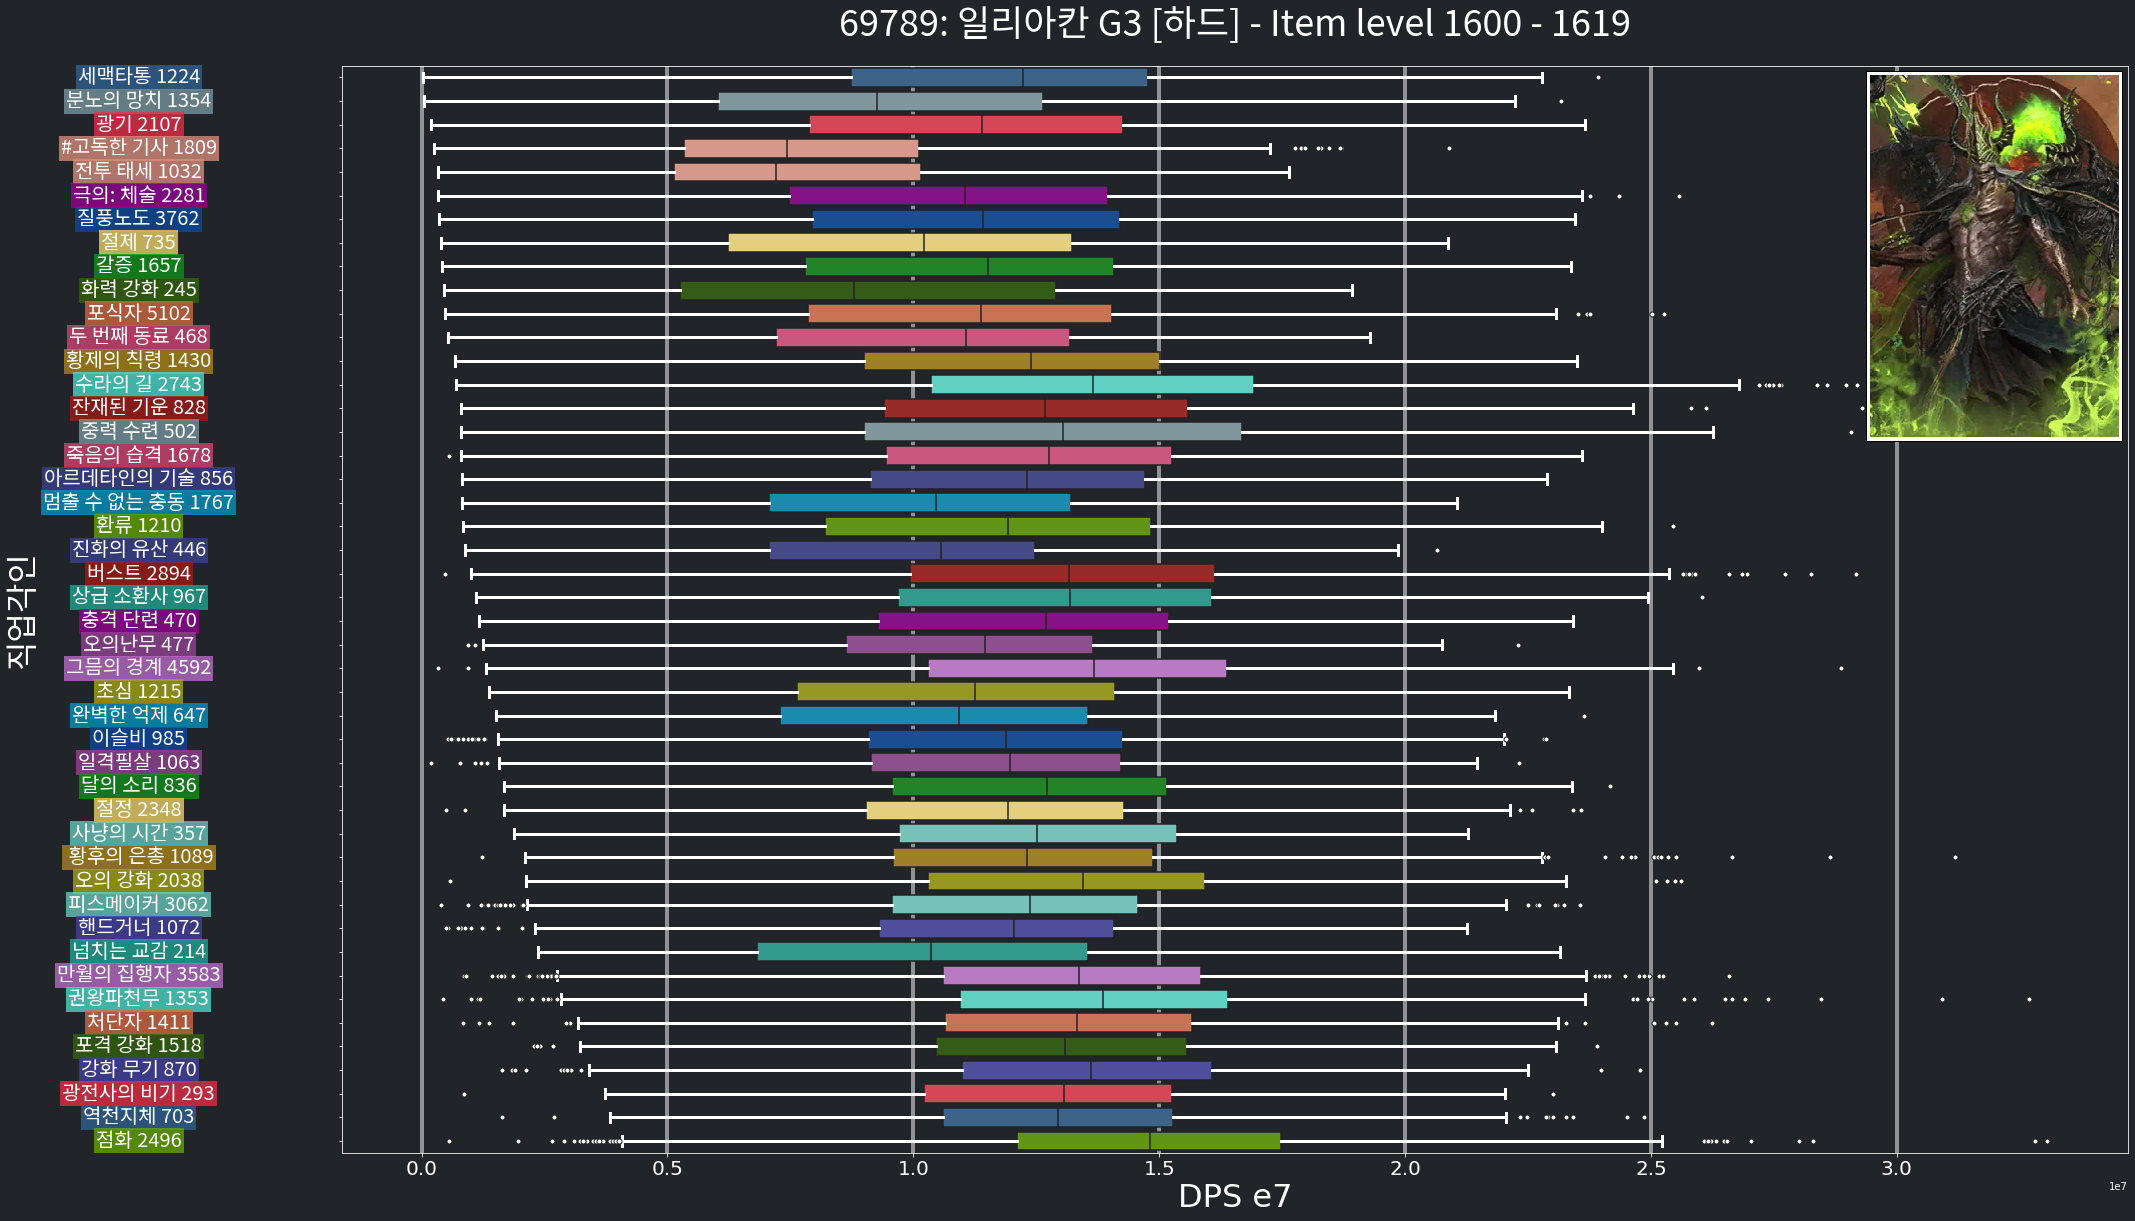 69789: 일리아칸 G3 [하드] - Item level 1600 - 1619
직업각인
세맥타통 1224
분노의 망치 1354
광기 2107
#고독한 기사 1809
전투 태세 1032
극의: 체술 2281
질풍노도 3762
절제 735
갈증 1657
화력 강화 245
포식자 5102
두 번째 동료 468
황제의 칙령 1430
수라의 길 2743
잔재된 기운 828
중력 수련 502
죽음의 습격 1678
아르데타인의 기술 856
멈출 수 없는 충동 1767
환류 1210
진화의 유산 446
버스트 2894
상급 소환사 967
충격 단련 470
오의난무 477
그믐의 경계 4592
초심 1215
완벽한 억제 647
이슬비 985
일격필살 1063
달의 소리 836
절정 2348
사냥의 시간 357
황후의 은총 1089
오의 강화 2038
피스메이커 3062
핸드거너 1072
넘치는 교감 214
만월의 집행자 3583
권왕파천무 1353
처단자 1411
포격 강화 1518
강화 무기 870
광전사의 비기 293
역천지체 703
점화 2496
0.0 0.5 1.0 1.5 2.0 2.5 3.0
DPS e7
1e7